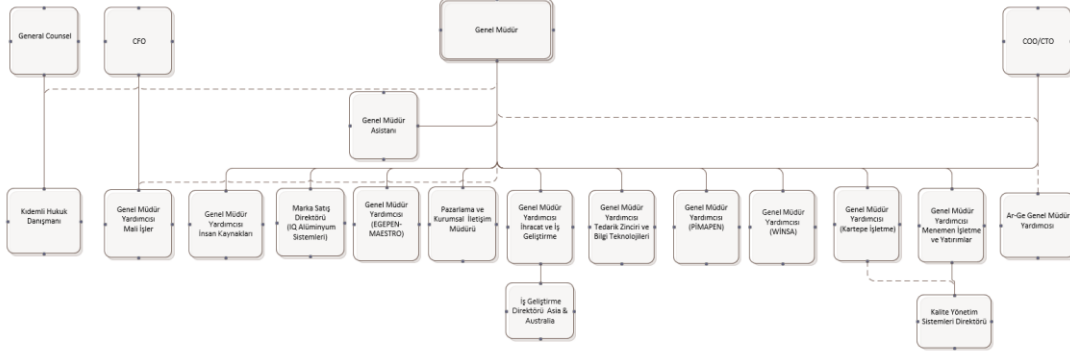 General Counsel
CFO
Genel Müdür
COO/CTO
Genel Müdür
Asistanı
Kıdemli Hukuk
Danışmanı
Genel Müdür
Yardımcısı
Mali İşler
Genel Müdür
Yardımcısı
İnsan Kaynakları
Marka Satış
Direktörü
(IQ Alüminyum
Sistemleri)
Genel Müdür
Yardımcısı
(EGEPEN-
MAESTRO)
Pazarlama ve
Kurumsal İletişim
Müdürü
Genel Müdür
Yardımcısı
İhracat ve İş
Geliştirme
Genel Müdür
Yardımcısı
Tedarik Zinciri ve
Bilgi Teknolojileri
Genel Müdür
Yardımcısı
(PİMAPEN)
Genel Müdür
Yardımcısı
(WİNSA)
Genel Müdür
Yardımcısı
(Kartepe İşletme)
Genel Müdür
Yardımcısı
Menemen İşletme
ve Yatırımlar
Ar-Ge Genel Müdür
Yardımcısı
İş Geliştirme
Direktörü Asia &
Australia
Kalite Yönetim
Sistemleri Direktörü